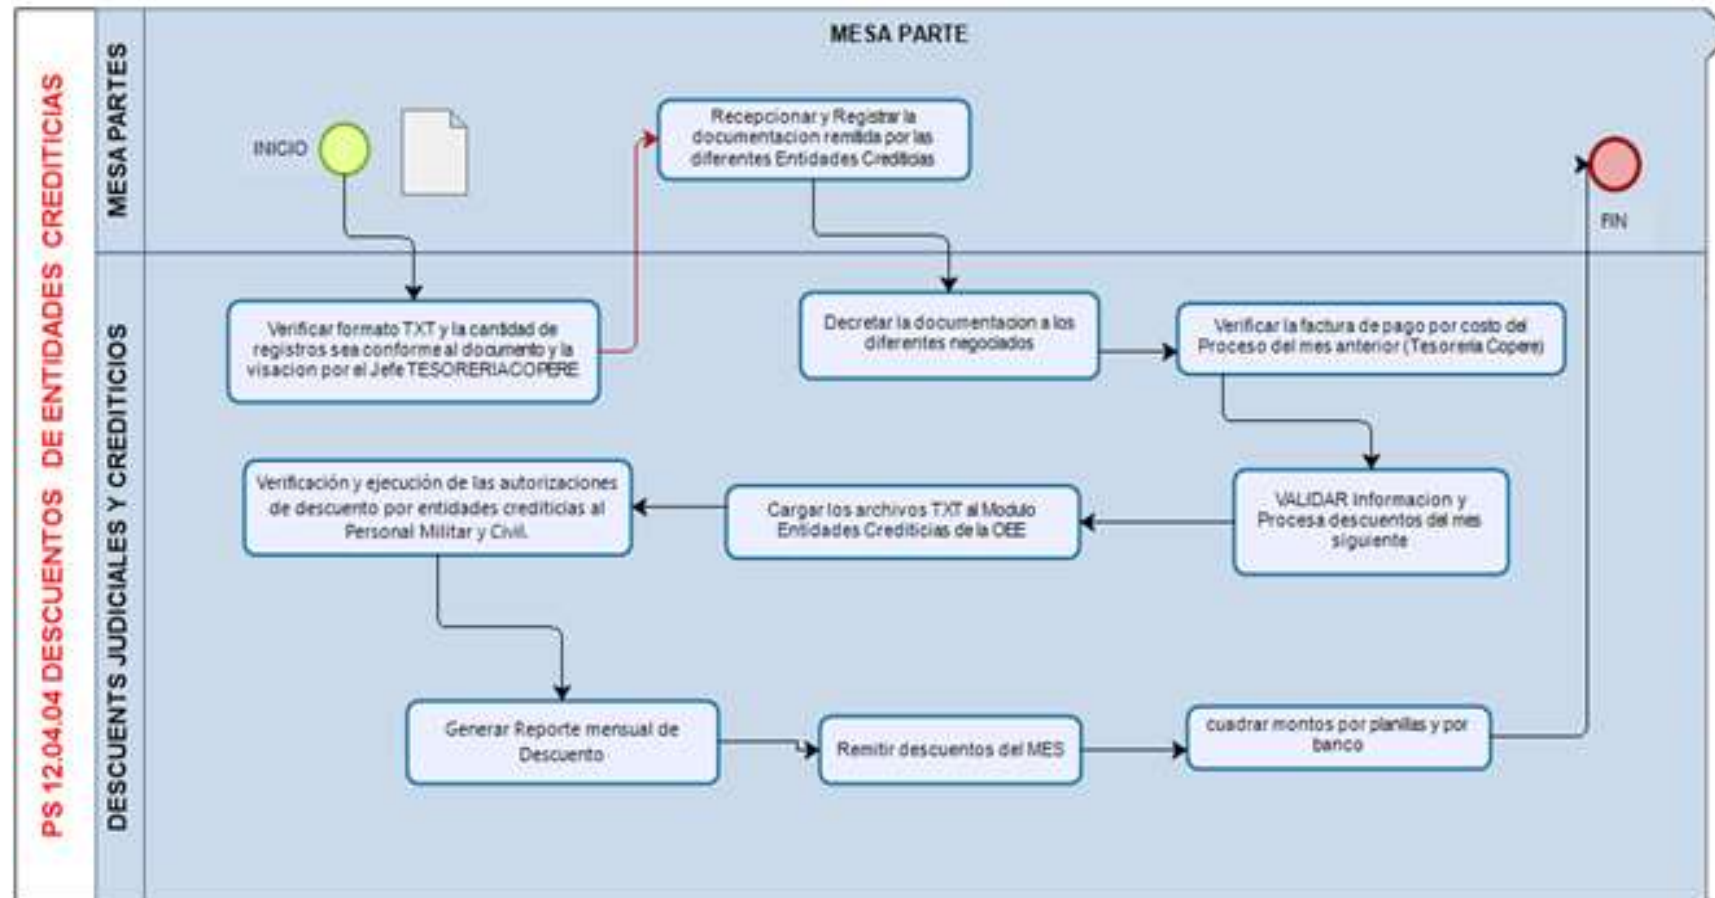 PS 12.04.04 DESCUENTOS DE ENTIDADES CREDITICIAS
MESA PARTES
MESA PARTE
INICIO
Recepcionar y Registrar la
documentacion remitida por las
diferentes Entidades Crediticias
FIN
DESCUENTS JUDICIALES Y CREDITICIOS
Verificar formato TXT y la cantidad de
registros sea conforme al documento y la
visacion por el Jefe TESORERIACOPERE
Decretar la documentacion a los
diferentes negociados
Verificar la factura de pago por costo del
Proceso del mes anterior (Tesoreria Copere)
Verificación y ejecución de las autorizaciones
de descuento por entidades crediticias al
Personal Militar y Civil.
Cargar los archivos TXT al Modulo
Entidades Crediticias de la OEE
VALIDAR Informacion y
Procesa descuentos del mes
siguiente
Generar Reporte mensual de
Descuento
Remitir descuentos del MES
cuadrar montos por planillas y por
banco